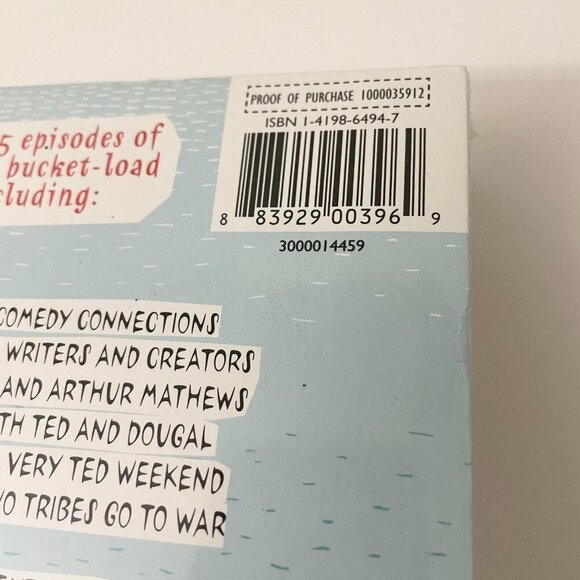 PROOF OF PURCHASE 1000035912
ISBN 1-4198-6494-7
8 83929 00396 9
3000014459
5 episodes of
bucket-load
cluding:
COMEDY CONNECTIONS
WRITERS AND CREATORS
AND ARTHUR MATHEWS
TH TED AND DOUGAL
VERY TED WEEKEND
O TRIBES GO TO WAR